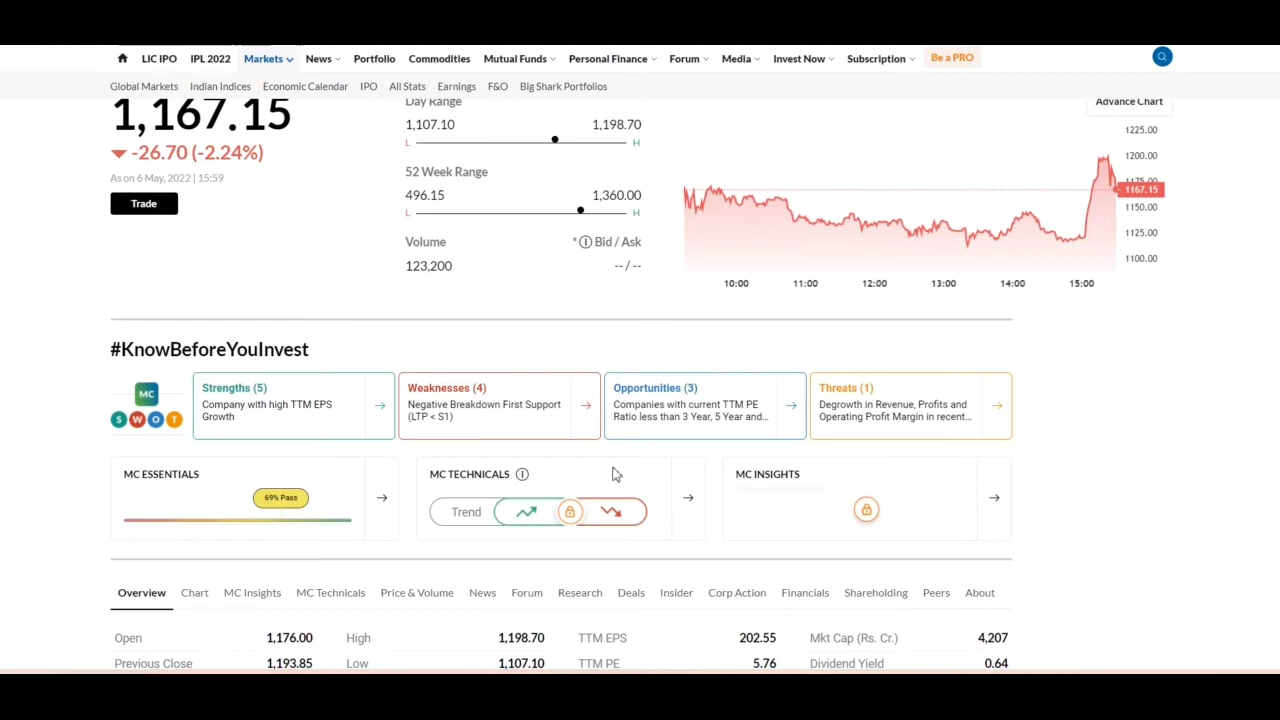 LIC IPO IPL 2022 Markets News Portfolio Commodities Mutual Funds Personal Finance Forum Media Invest Now Subscription Be a PRO
Global Markets Indian Indices Economic Calendar IPO All Stats Earnings F&O Big Shark Portfolios
1,167.15
-26.70 (-2.24%)
As on 6 May, 2022 | 15:59
Trade
Day Range
1,107.10 1,198.70
L H
52 Week Range
496.15 1,360.00
L H
Volume * Bid / Ask
123,200 -- / --
Advance Chart
1225.00
1200.00
1175.00
1167.15
1150.00
1125.00
1100.00
10:00 11:00 12:00 13:00 14:00 15:00
#KnowBeforeYouInvest
MC
S W O T
Strengths (5)
Company with high TTM EPS
Growth
Weaknesses (4)
Negative Breakdown First Support
(LTP < S1)
Opportunities (3)
Companies with current TTM PE
Ratio less than 3 Year, 5 Year and...
Threats (1)
Degrowth in Revenue, Profits and
Operating Profit Margin in recent...
MC ESSENTIALS
69% Pass
MC TECHNICALS
Trend
MC INSIGHTS
Overview Chart MC Insights MC Technicals Price & Volume News Forum Research Deals Insider Corp Action Financials Shareholding Peers About
Open 1,176.00 High 1,198.70 TTM EPS 202.55 Mkt Cap (Rs. Cr.) 4,207
Previous Close 1,193.85 Low 1,107.10 TTM PE 5.76 Dividend Yield 0.64